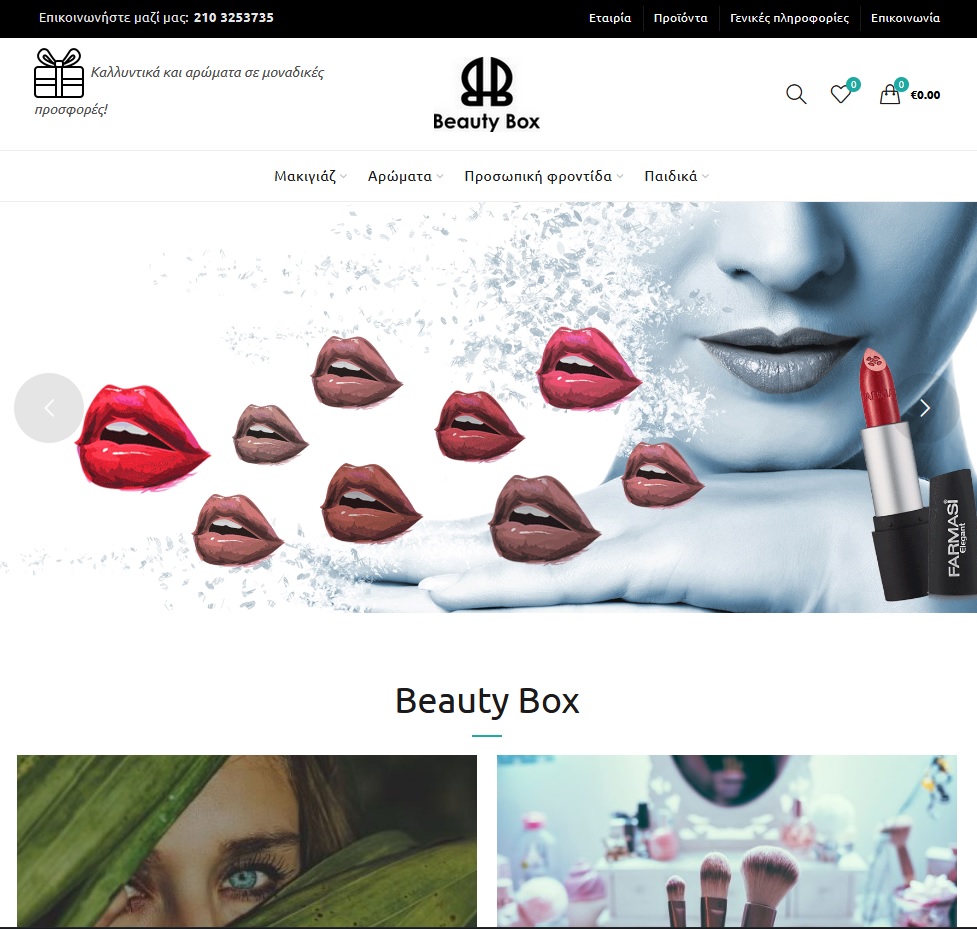 Επικοινωνήστε μαζί μας: 210 3253735
Εταιρία Προϊόντα Γενικές πληροφορίες Επικοινωνία
Καλλυντικά και αρώματα σε μοναδικές
προσφορές!
Beauty Box
0
0
€0.00
Μακιγιάζ Αρώματα Προσωπική φροντίδα Παιδικά
FARMASi
Elegant
Beauty Box